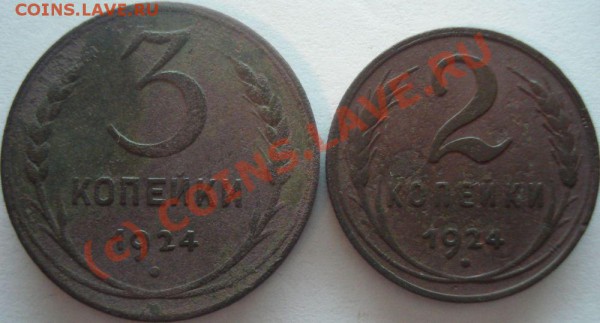 COINS.LAVE.RU
3
КОПЕЙКИ
1924
2
КОПЕЙКИ
1924
(c) COINS.LAVE.RU